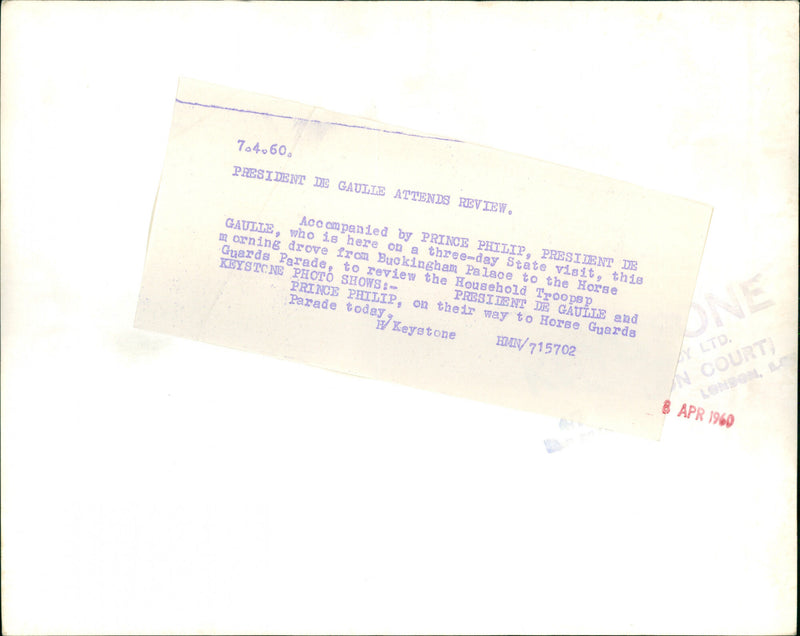 7.4.60.
PRESIDENT DE GAULLE ATTENDS REVIEW.
Accompanied by PRINCE PHILIP, PRESIDENT DE
GAULLE, who is here on a three-day State visit, this
morning drove from Buckingham Palace to the Horse
Guards Parade, to review the Household Troopsp
KEYSTONE PHOTO SHOWS:- PRESIDENT DE GAULLE and
PRINCE PHILIP, on their way to Horse Guards
Parade today.
H/Keystone HMN/715702
ONE
LTD.
ON COURT,
LONDON.
8 APR 1960